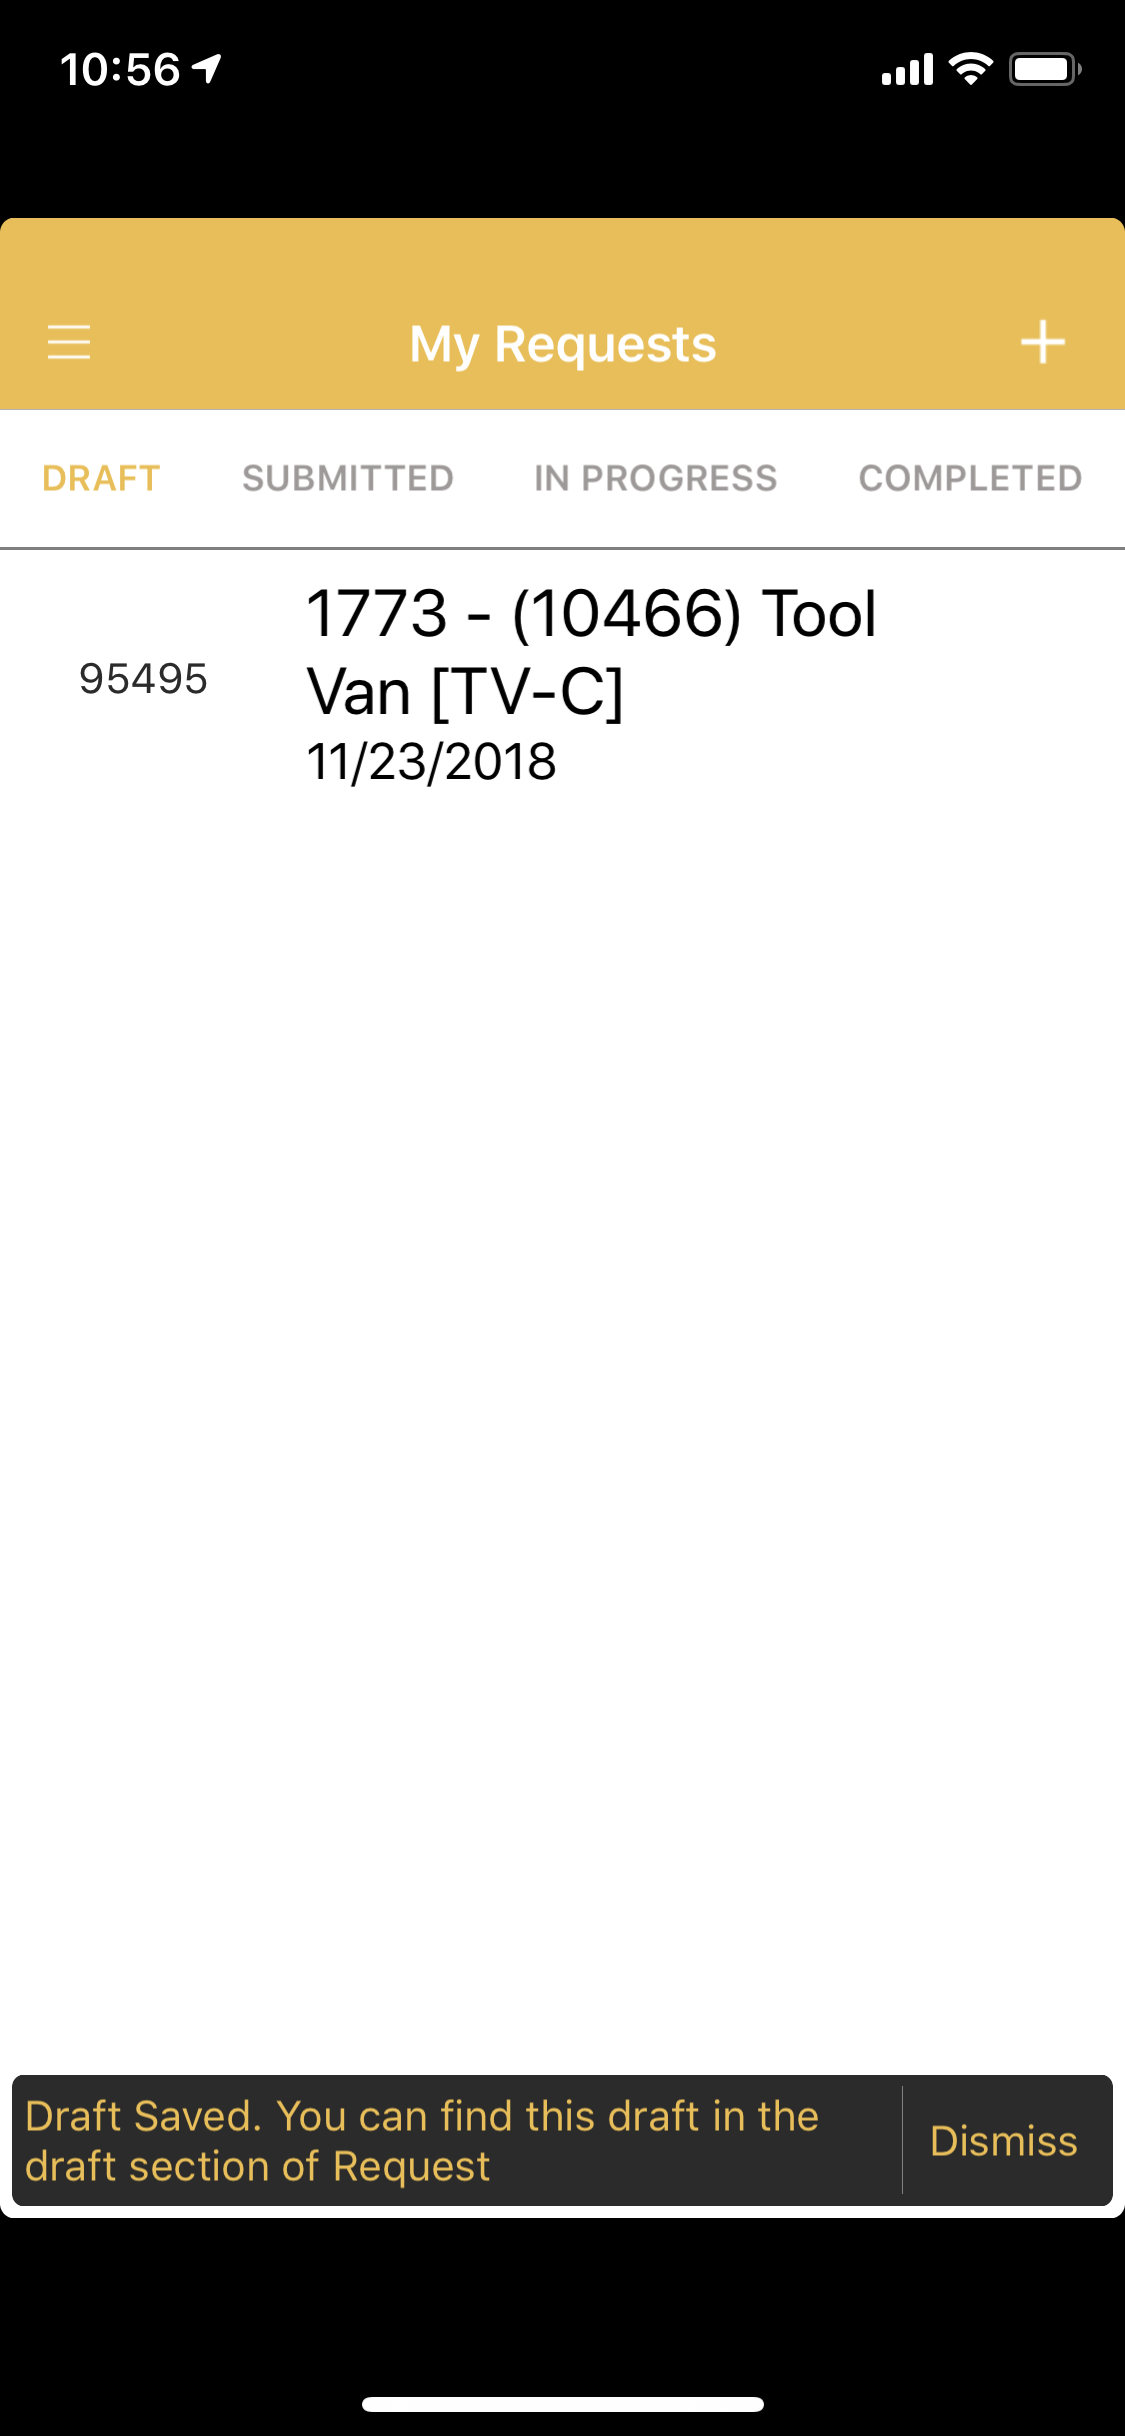 10:56
My Requests
DRAFT SUBMITTED IN PROGRESS COMPLETED
95495
1773 - (10466) Tool
Van [TV-C]
11/23/2018
Draft Saved. You can find this draft in the
draft section of Request
Dismiss